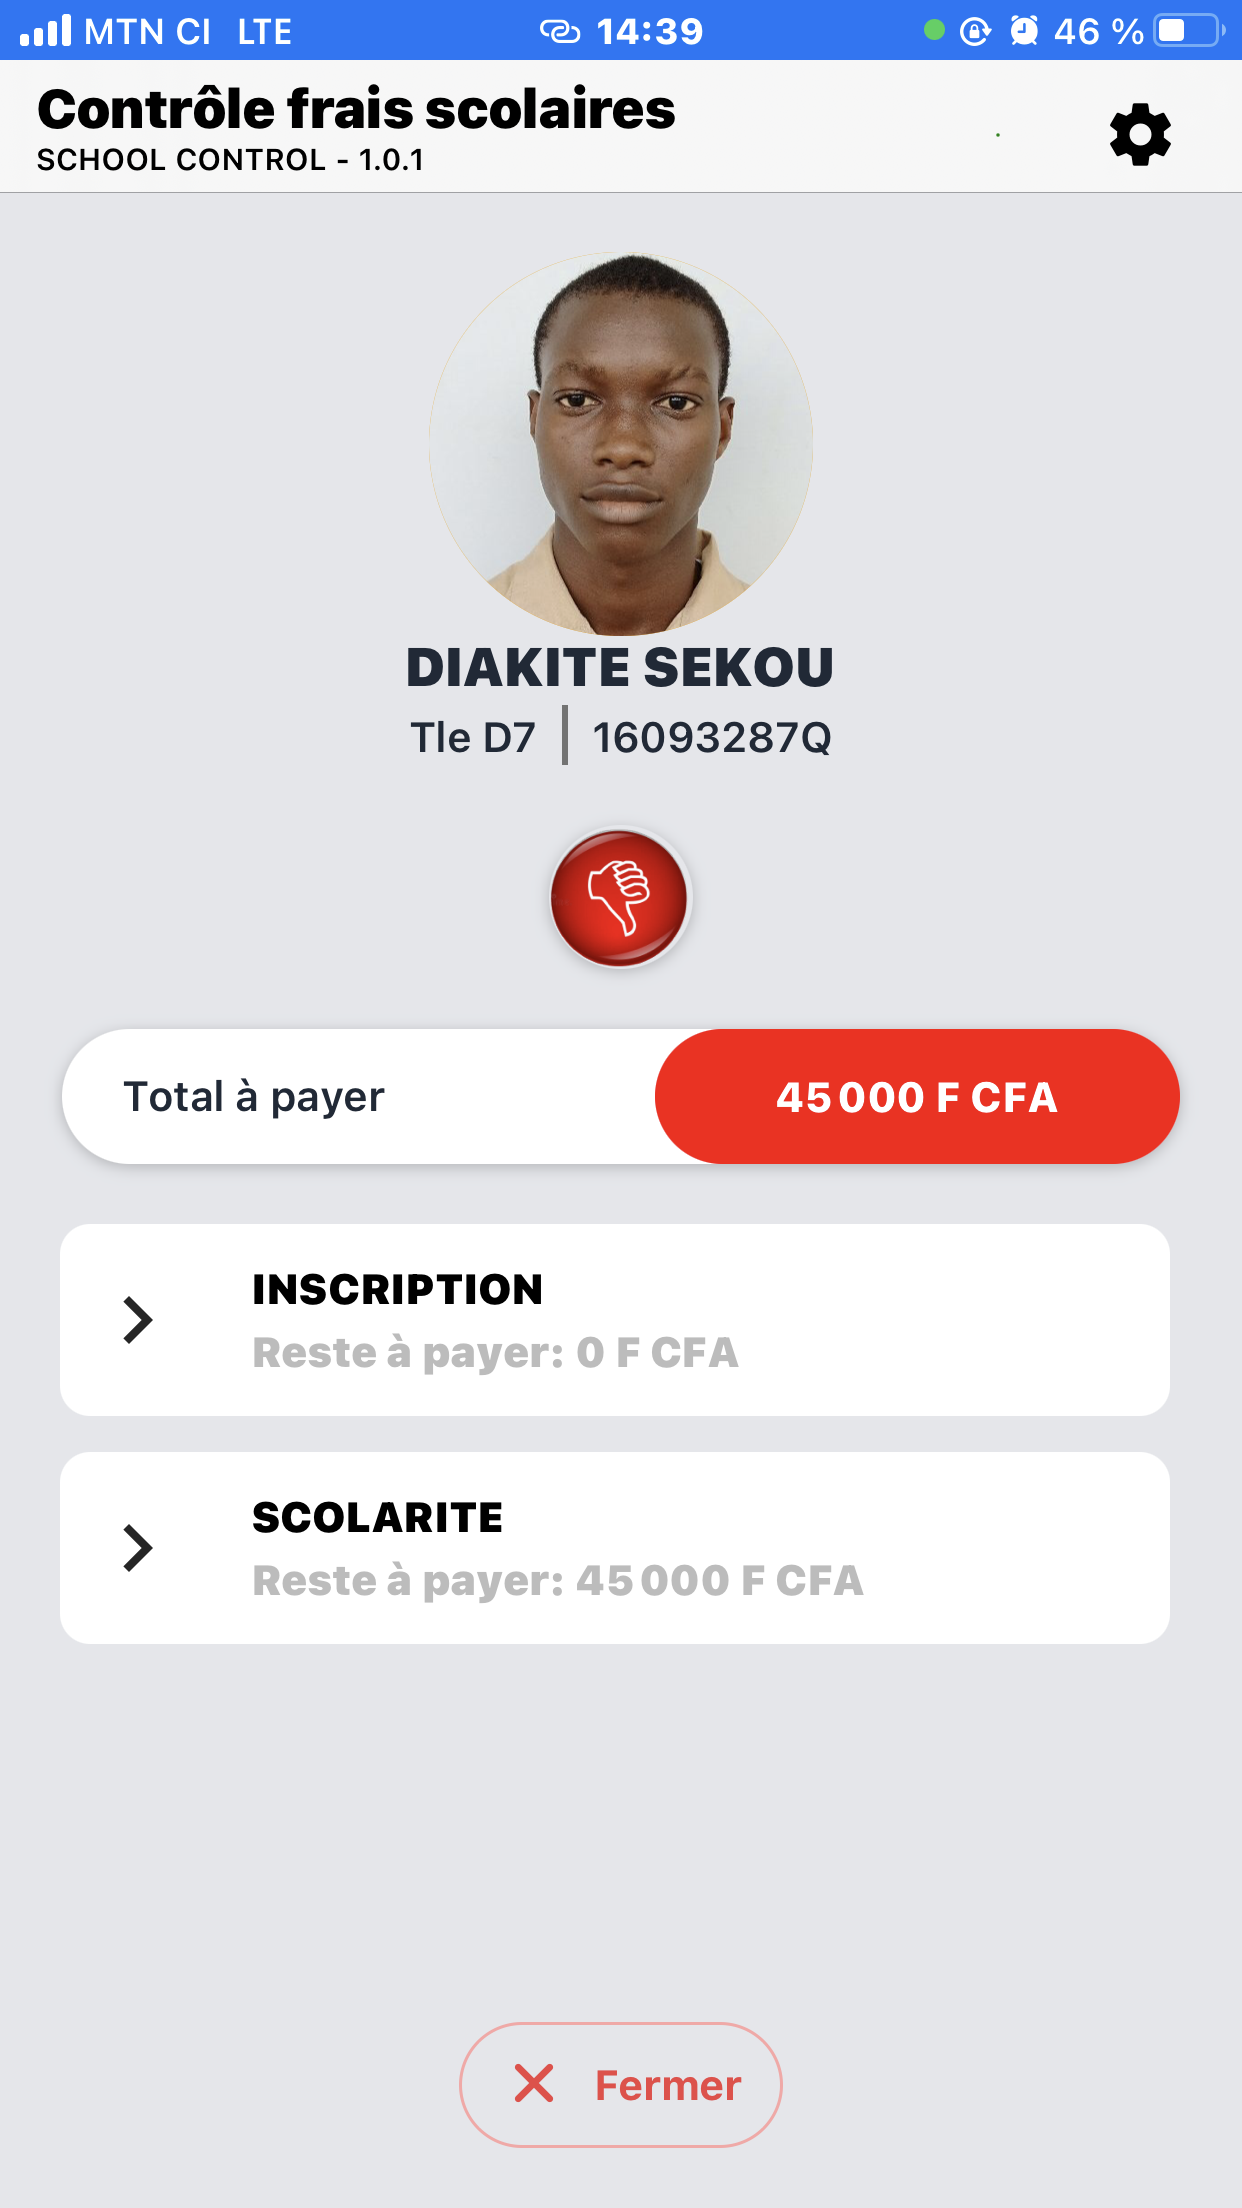 MTN CI LTE 14:39 46 %
Contrôle frais scolaires
SCHOOL CONTROL - 1.0.1
DIAKITE SEKOU
Tle D7 | 16093287Q
Total à payer 45 000 F CFA
INSCRIPTION
Reste à payer: 0 F CFA
SCOLARITE
Reste à payer: 45 000 F CFA
Fermer